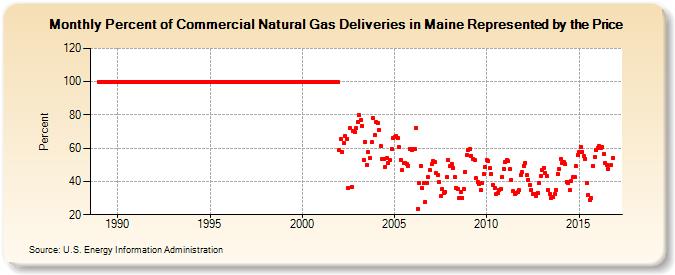 Monthly Percent of Commercial Natural Gas Deliveries in Maine Represented by the Price
120
100
80
60
40
20
Percent
1990 1995 2000 2005 2010 2015
Source: U.S. Energy Information Administration